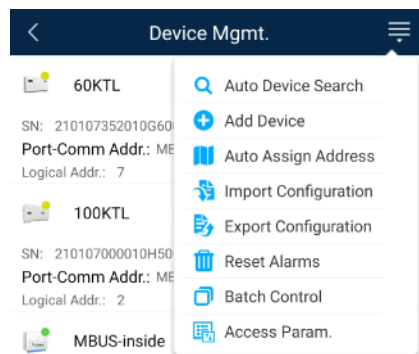 Device Mgmt.
60KTL
SN: 210107352010G60
Port-Comm Addr.: ME
Logical Addr.: 7
100KTL
SN: 210107000010H50
Port-Comm Addr.: ME
Logical Addr.: 2
MBUS-inside
Auto Device Search
Add Device
Auto Assign Address
Import Configuration
Export Configuration
Reset Alarms
Batch Control
Access Param.